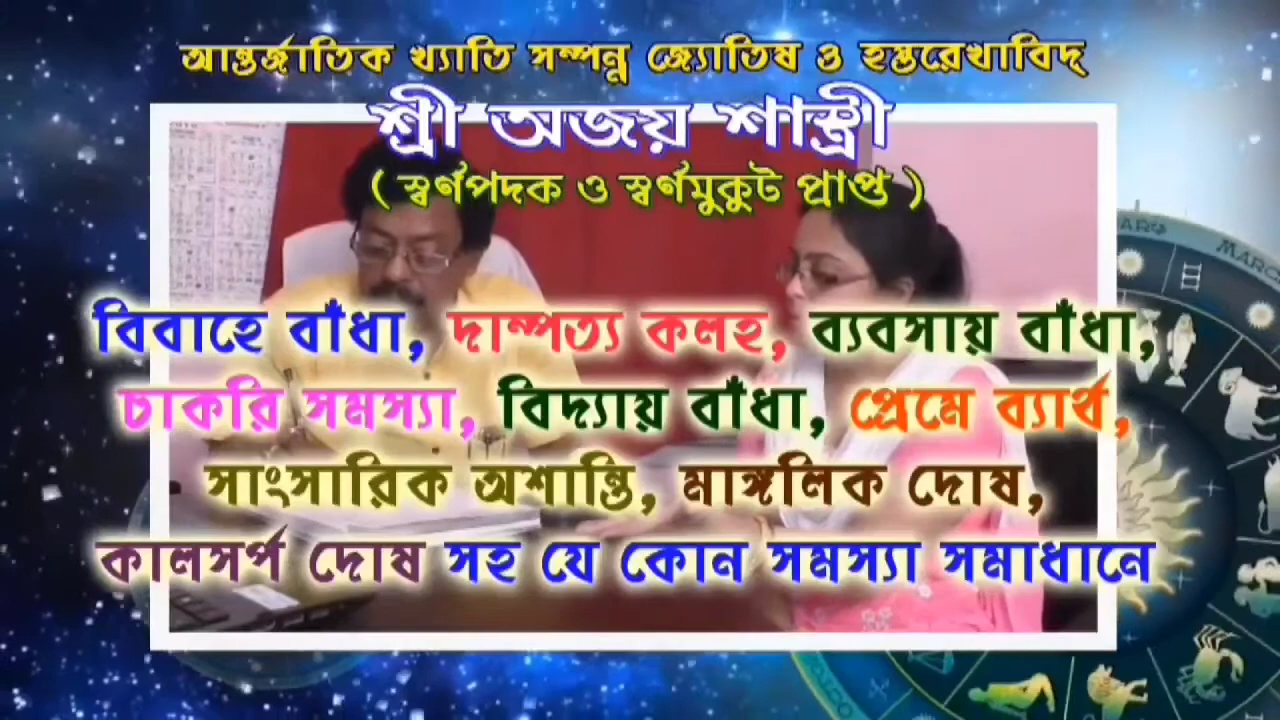 আন্তর্জাতিক খ্যাতি সম্পন্ন জ্যোতিষ ও হস্তরেখাবিদ্
শ্রী অজয় শাস্ত্রী
( স্বর্ণপদক ও স্বর্ণমুকুট প্রাপ্ত )
বিবাহে বাঁধা, দাম্পত্য কলহ, ব্যবসায় বাঁধা,
চাকরি সমস্যা, বিদ্যায় বাঁধা, প্রেমে ব্যার্থ,
সাংসারিক অশান্তি, মাঙ্গলিক দোষ,
কালসর্প দোষ সহ যে কোন সমস্যা সমাধানে